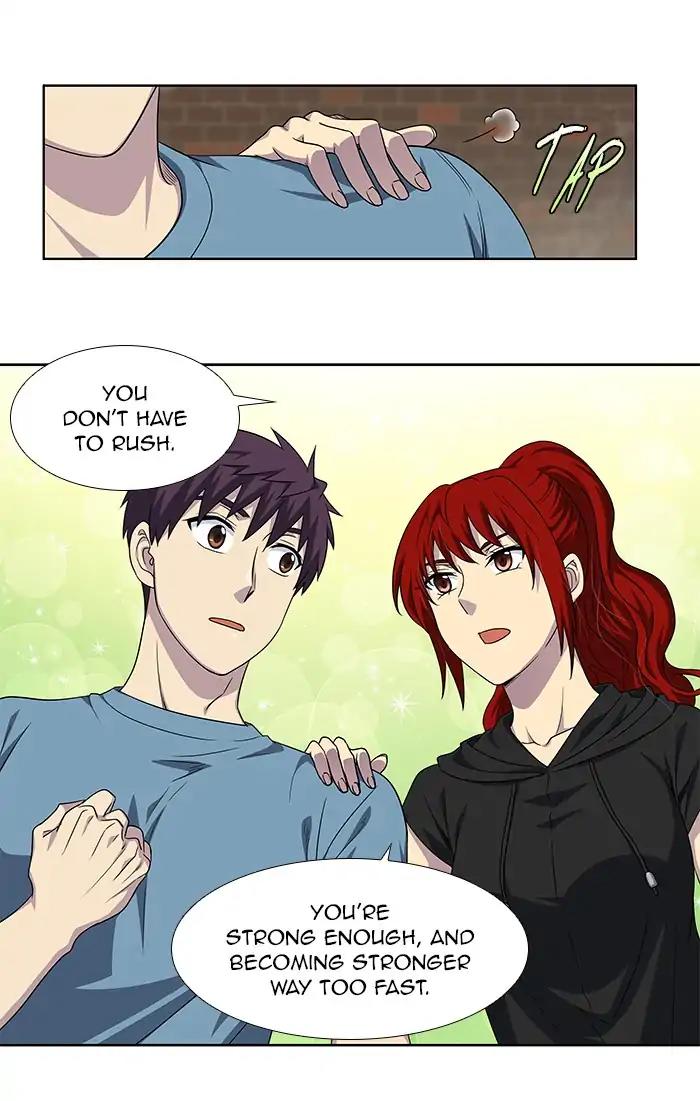 TAP
YOU
DON'T HAVE
TO RUSH.
YOU'RE
STRONG ENOUGH, AND
BECOMING STRONGER
WAY TOO FAST.